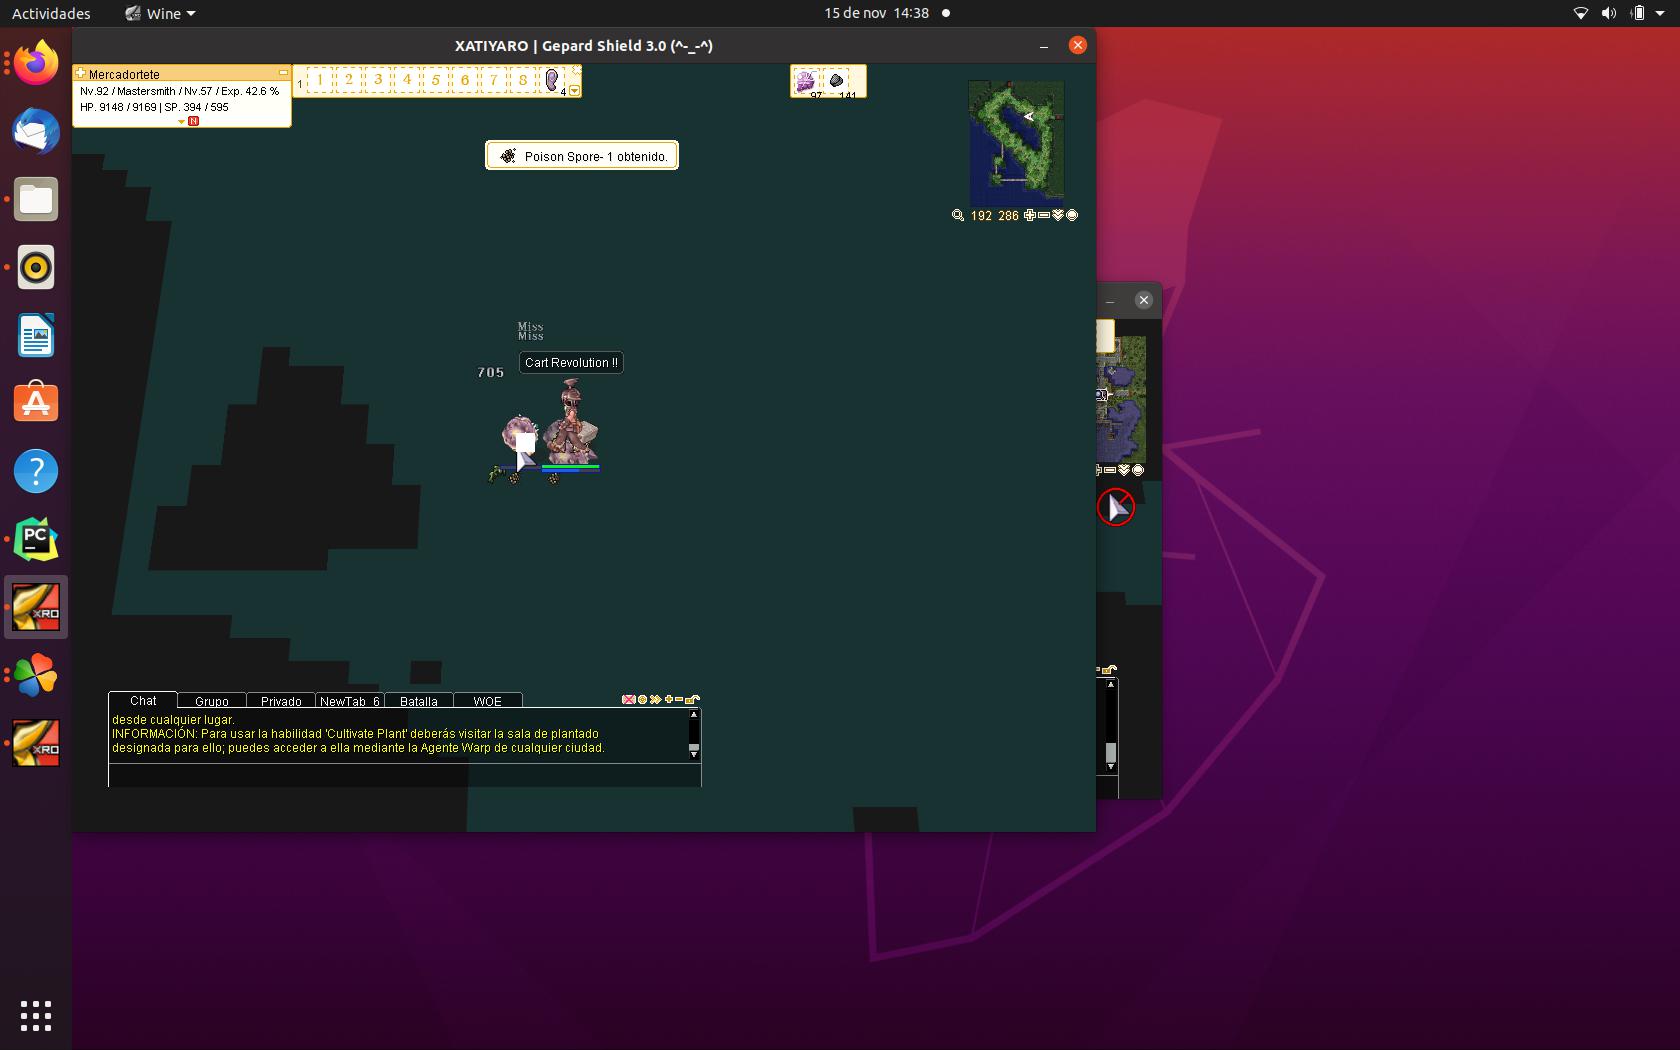 Actividades
Wine
15 de nov 14:38
XATIYARO | Gepard Shield 3.0 (^-_-^)
Mercadortete
Nv.92 / Mastersmith / Nv.57 / Exp. 42.6 %
HP. 9148 / 9169 | SP. 394 / 595
N
1 1 2 3 4 5 6 7 8 4
97 141
Poison Spore- 1 obtenido.
192 286
Miss
Miss
Cart Revolution !!
705
PC
XRO
XRO
Chat Grupo Privado NewTab_6 Batalla WOE
desde cualquier lugar.
INFORMACIÓN: Para usar la habilidad 'Cultivate Plant' deberás visitar la sala de plantado
designada para ello; puedes acceder a ella mediante la Agente Warp de cualquier ciudad.